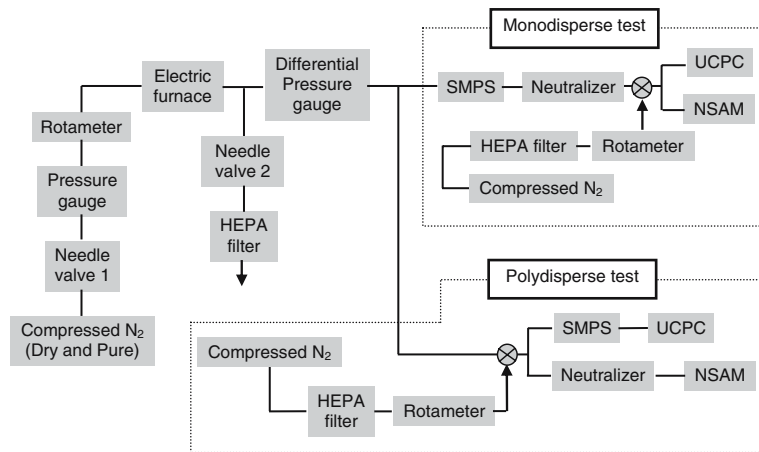 Monodisperse test
Differential
Pressure
gauge
Electric
furnace
UCPC
SMPS
Neutralizer
NSAM
Rotameter
Needle
valve 2
HEPA filter
Rotameter
Pressure
gauge
Compressed N₂
HEPA
filter
Needle
valve 1
Polydisperse test
Compressed N₂
(Dry and Pure)
SMPS
UCPC
Compressed N₂
Neutralizer
NSAM
HEPA
filter
Rotameter